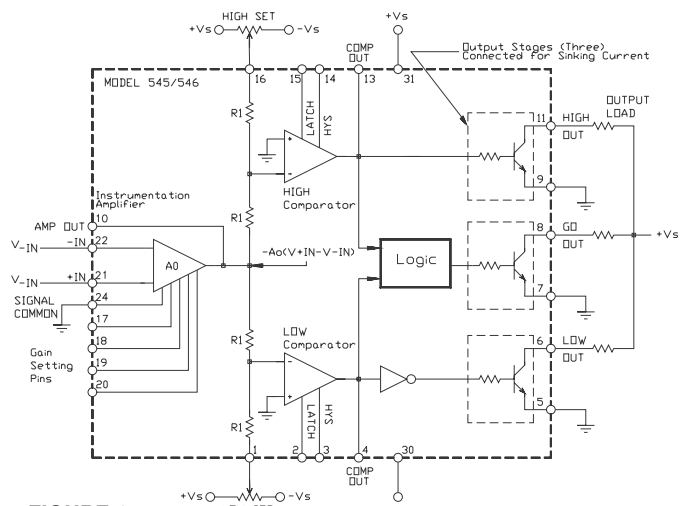 HIGH SET
+Vs
-Vs
COMP
OUT
+Vs
Output Stages (Three)
Connected for Sinking Current
16
15
14
13
31
MODEL 545/546
R1
LATCH
HYS
11
HIGH
OUT
OUTPUT
LOAD
+
-
HIGH
Comparator
9
Instrumentation
Amplifier
R1
AMP OUT
10
8
GO
OUT
+Vs
V-IN
-IN
22
-Ao(V+IN-V-IN)
Logic
A0
V-IN
+IN
21
SIGNAL
COMMON
24
7
17
18
Gain
Setting
Pins
19
20
R1
LOW
Comparator
6
LOW
OUT
-
+
R1
LATCH
HYS
5
1
2
3
4
30
COMP
OUT
+Vs
-Vs